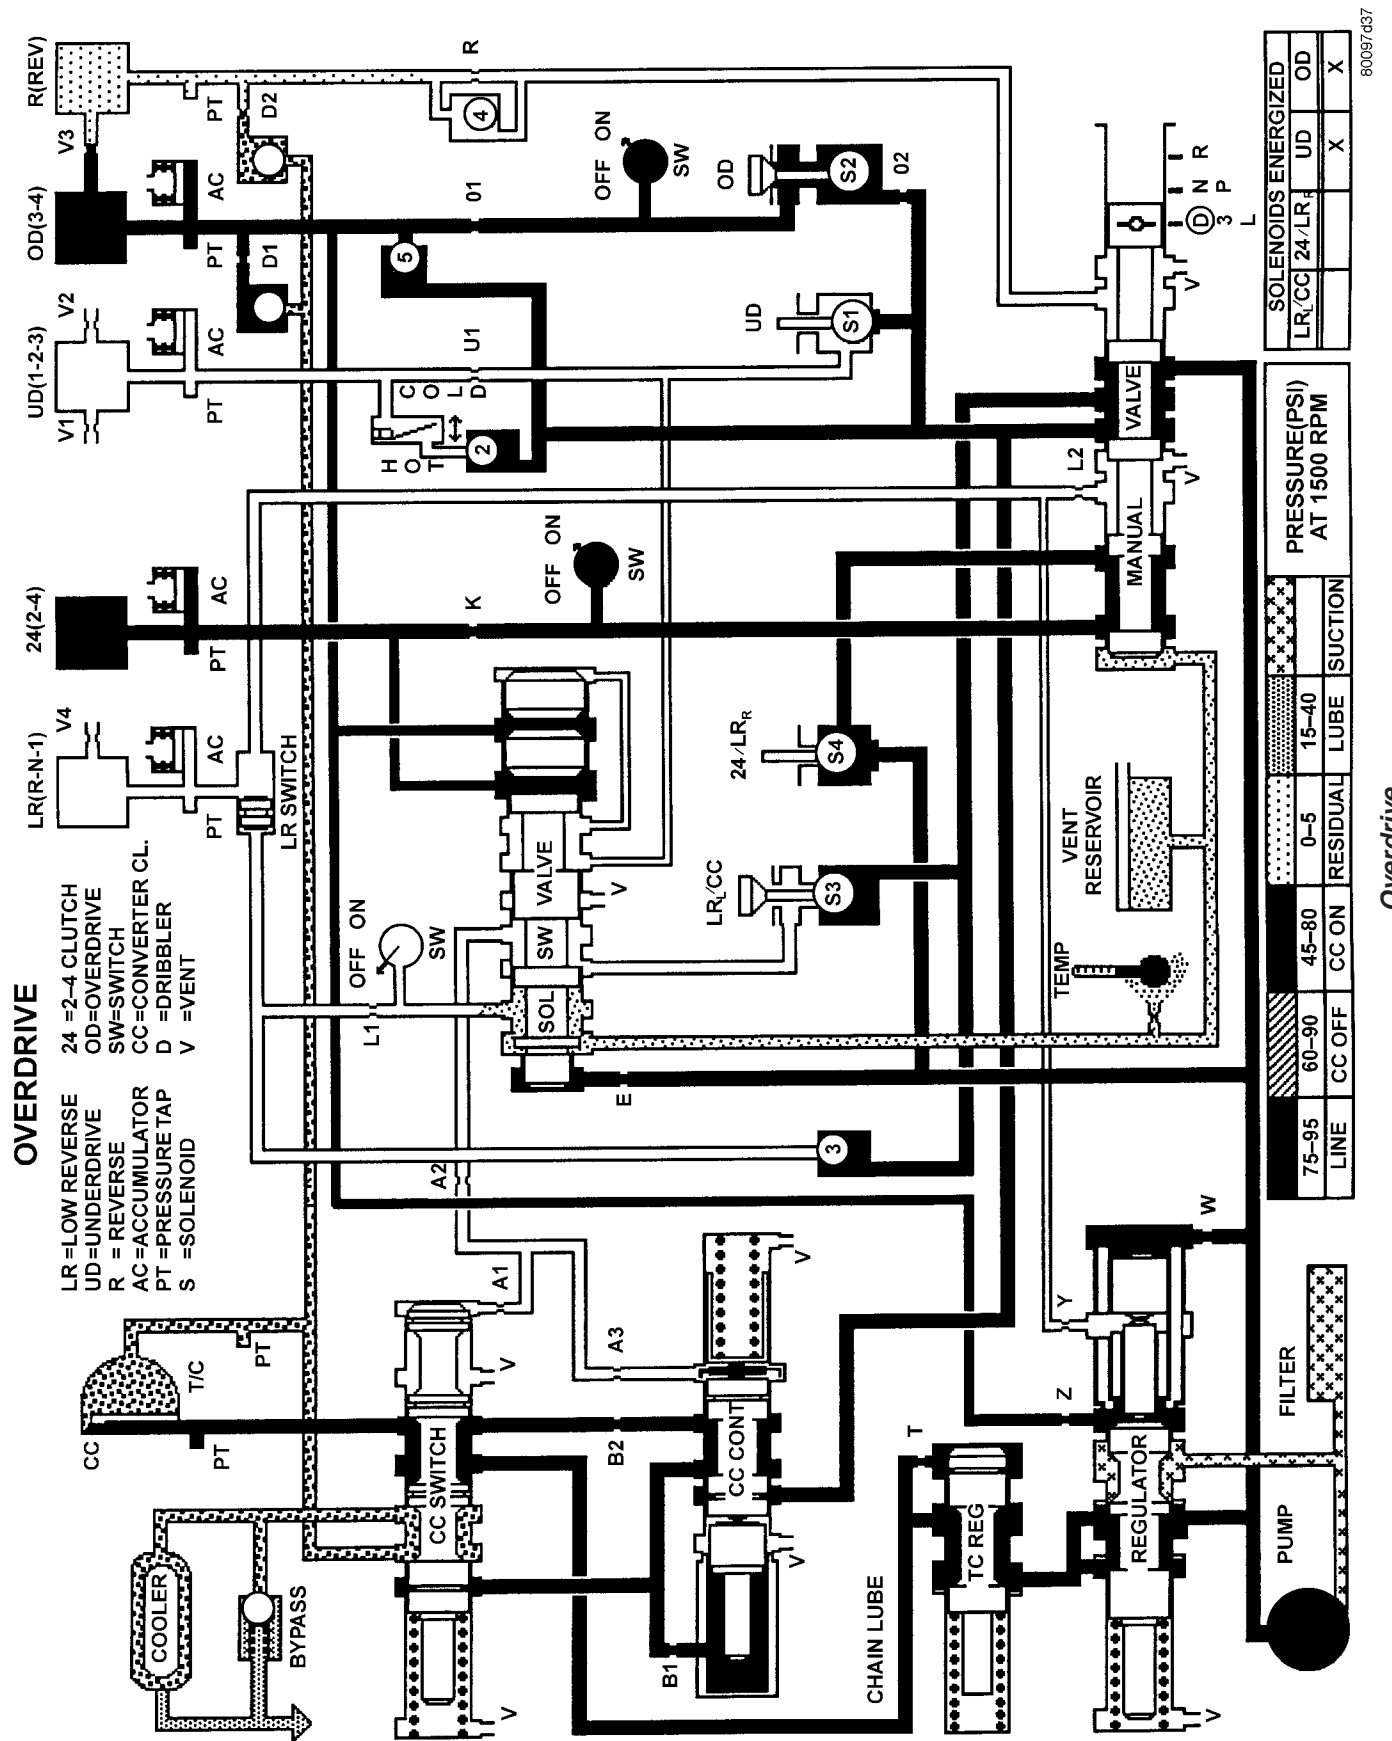 OVERDRIVE
LR =LOW REVERSE
UD=UNDERDRIVE
R = REVERSE
AC =ACCUMULATOR
PT =PRESSURE TAP
S =SOLENOID
24 =2–4 CLUTCH
OD=OVERDRIVE
SW=SWITCH
CC =CONVERTER CL.
D =DRIBBLER
V =VENT
LR(R-N-1)
V4
24(2-4)
UD(1-2-3)
V1
V2
OD(3-4)
V3
R(REV)
PT
AC
PT
AC
PT
AC
PT
AC
PT
D1
D2
LR SWITCH
COOLER
BYPASS
CC
PT
T/C
PT
CC SWITCH
V
V
A1
A2
A3
B1
B2
CC CONT
V
V
L1
OFF ON
SW
SOL
SW
VALVE
V
E
K
OFF ON
SW
HOT
COLD
2
U1
5
01
OFF ON
SW
4
R
UD
S1
OD
S2
02
LRL/CC
S3
24/LRR
S4
3
TEMP
VENT
RESERVOIR
MANUAL
VALVE
L2
V
V
D N R
3 P
L
CHAIN LUBE
T
TC REG
REGULATOR
V
Z
Y
W
PUMP
FILTER
75–95
LINE
60–90
CC OFF
45–80
CC ON
0–5
RESIDUAL
15–40
LUBE
SUCTION
PRESSURE(PSI)
AT 1500 RPM
SOLENOIDS ENERGIZED
LRL/CC 24/LRR UD OD
X X
80097d37
Overdrive